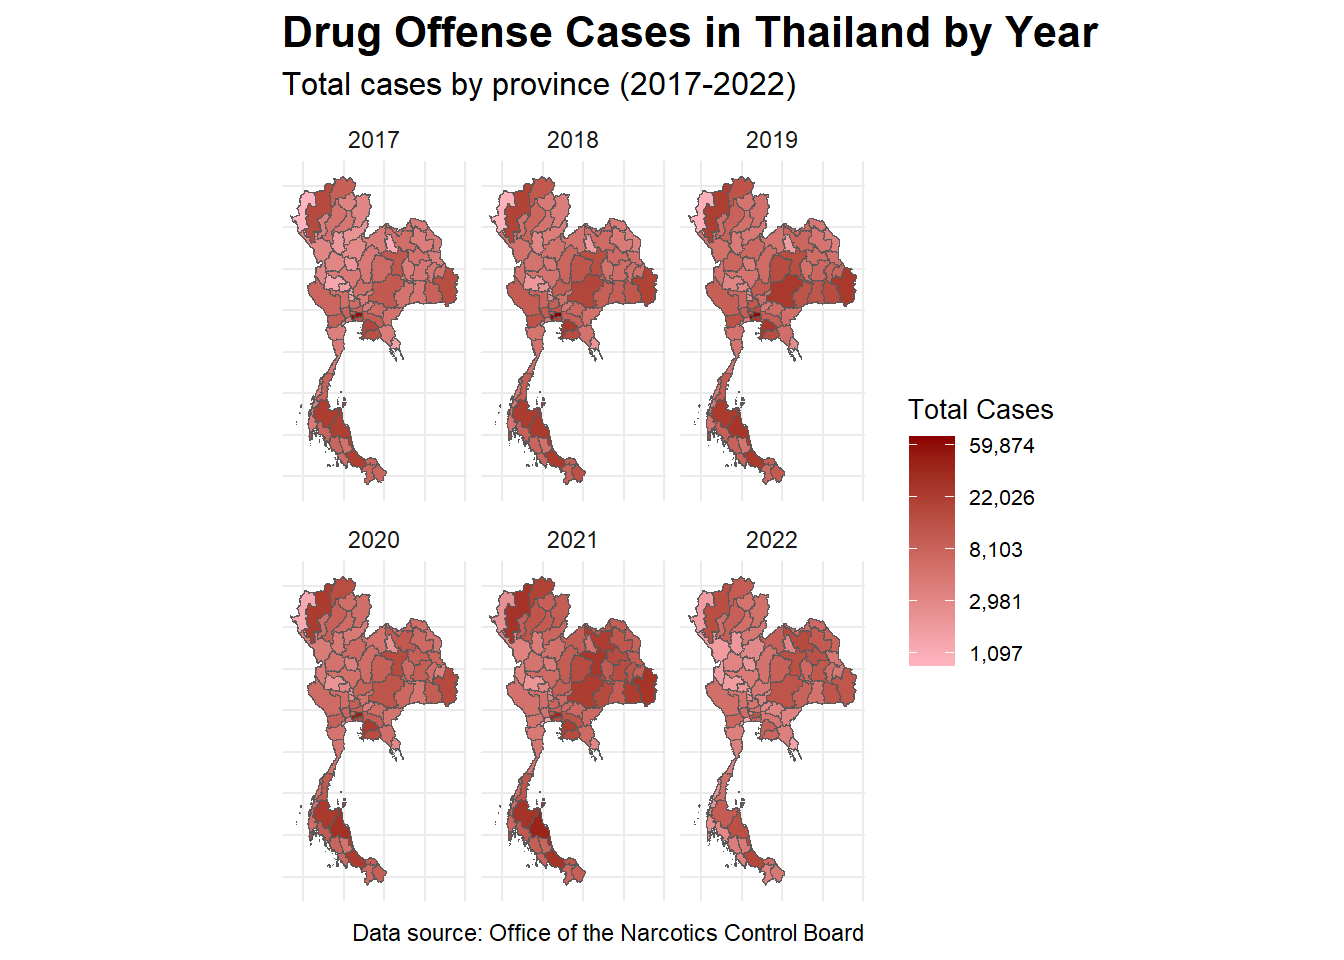 Drug Offense Cases in Thailand by Year
Total cases by province (2017-2022)
2017
2018
2019
2020
2021
2022
Total Cases
59,874
22,026
8,103
2,981
1,097
Data source: Office of the Narcotics Control Board